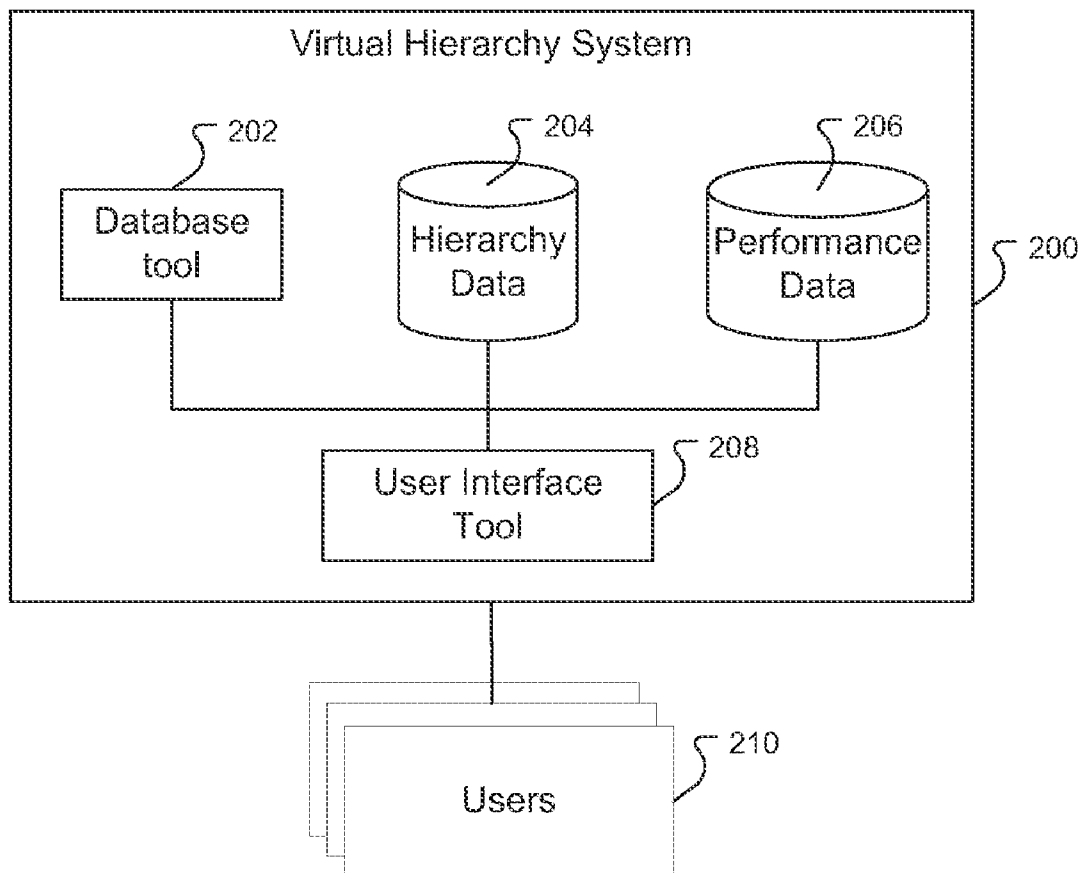 Virtual Hierarchy System
202
204
206
Database
tool
Hierarchy
Data
Performance
Data
200
User Interface
Tool
208
Users
210